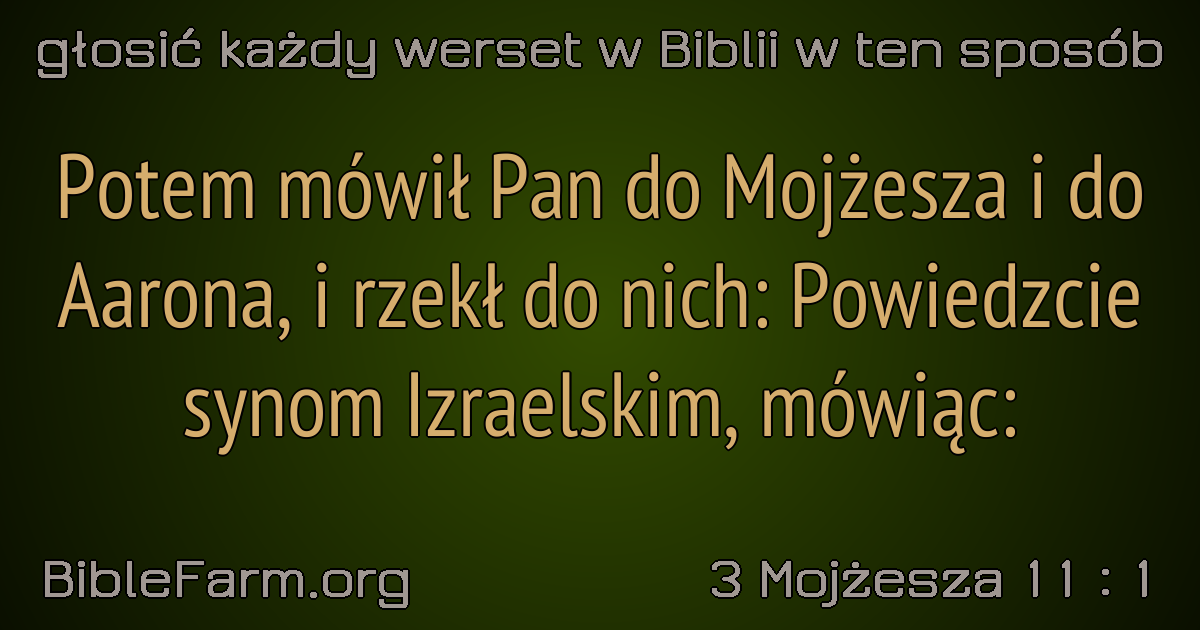 głosić każdy werset w Biblii w ten sposób
Potem mówił Pan do Mojżesza i do
Aarona, i rzekł do nich: Powiedzcie
synom Izraelskim, mówiąc:
BibleFarm.org
3 Mojżesza 11 : 1